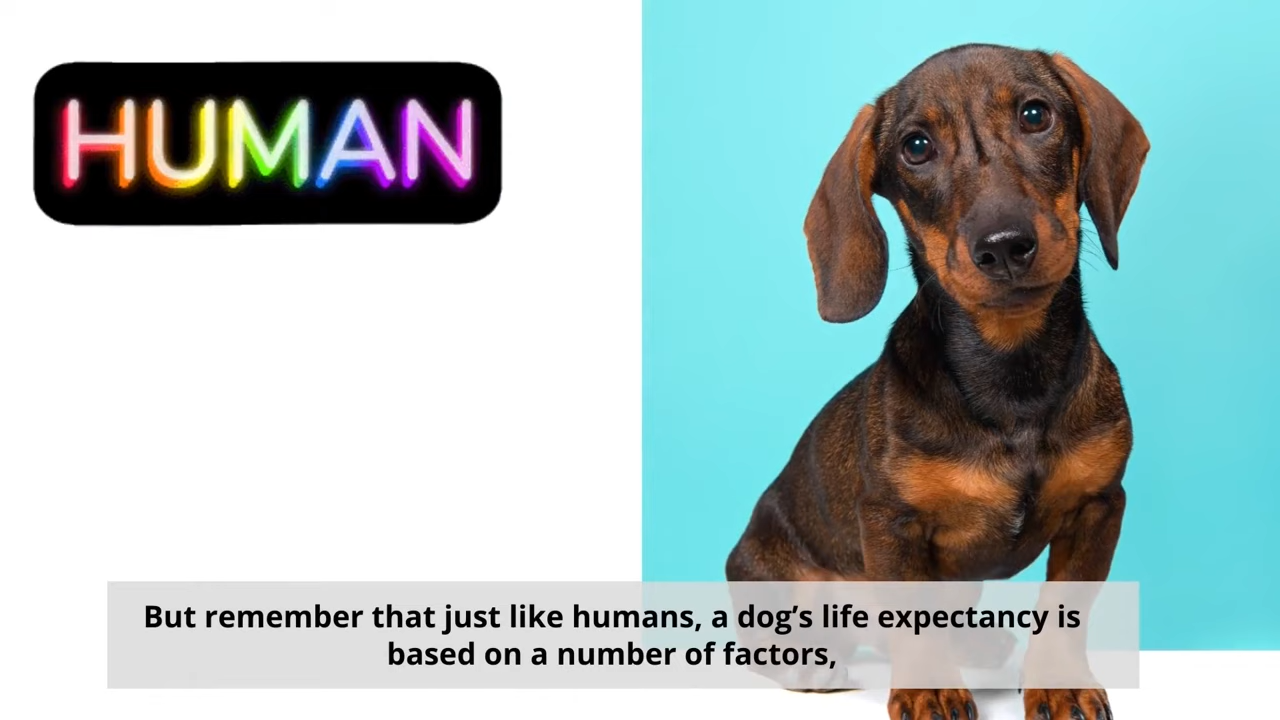 HUMAN
But remember that just like humans, a dog’s life expectancy is
based on a number of factors,